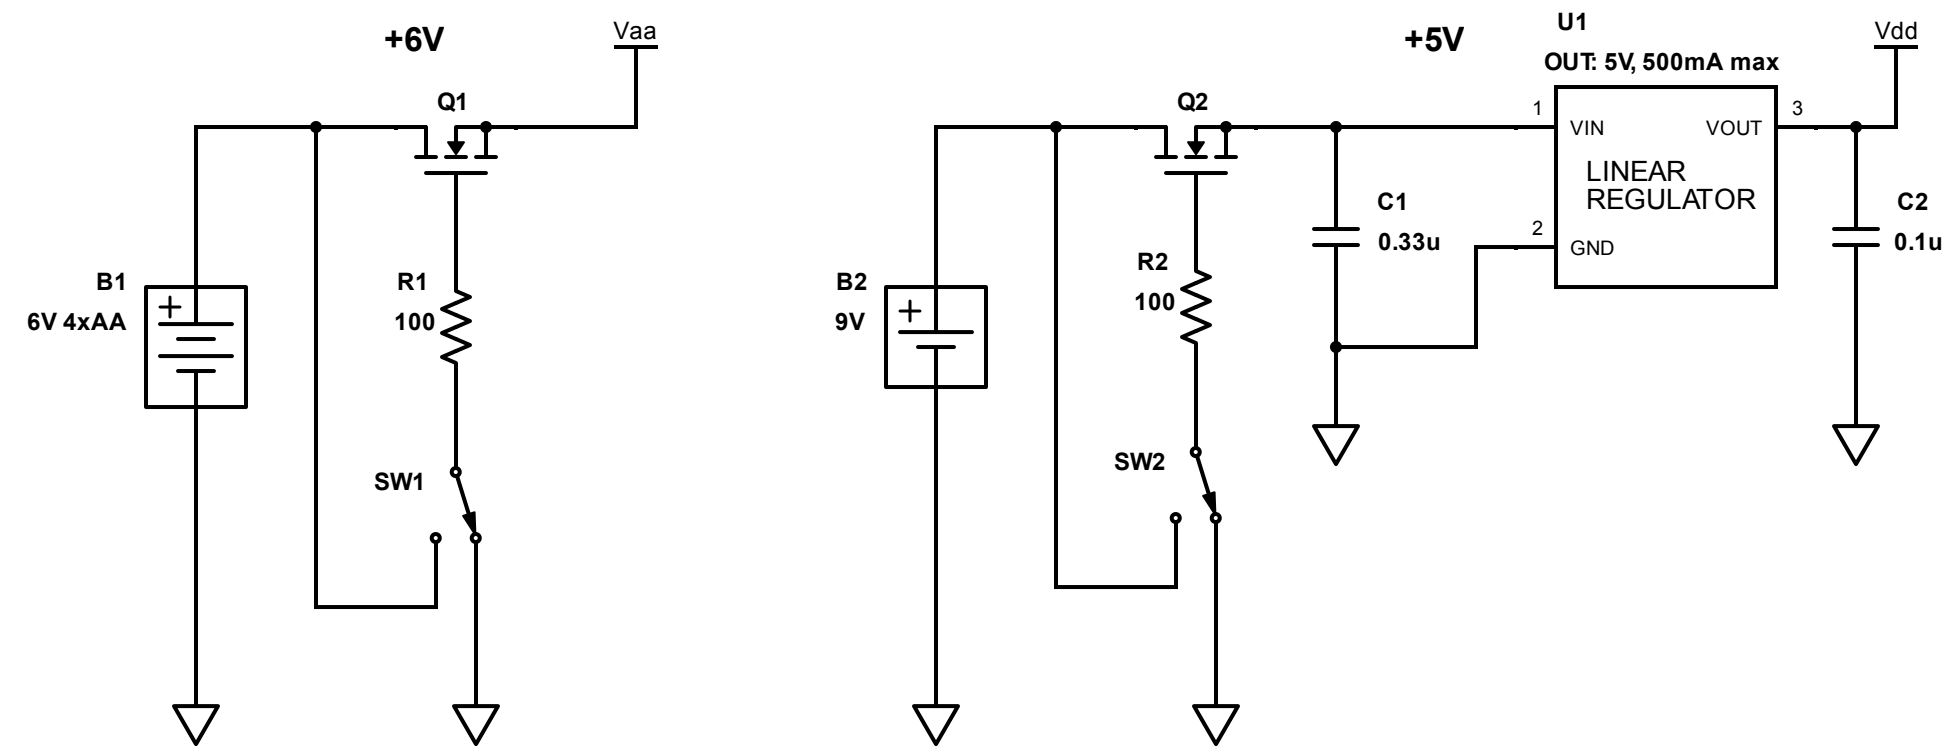 +6V
Vaa
Q1
B1
6V 4xAA
+
R1
100
SW1
+5V
U1
OUT: 5V, 500mA max
Vdd
Q2
1
VIN
VOUT
3
LINEAR
REGULATOR
2
GND
C1
0.33u
C2
0.1u
B2
9V
+
R2
100
SW2